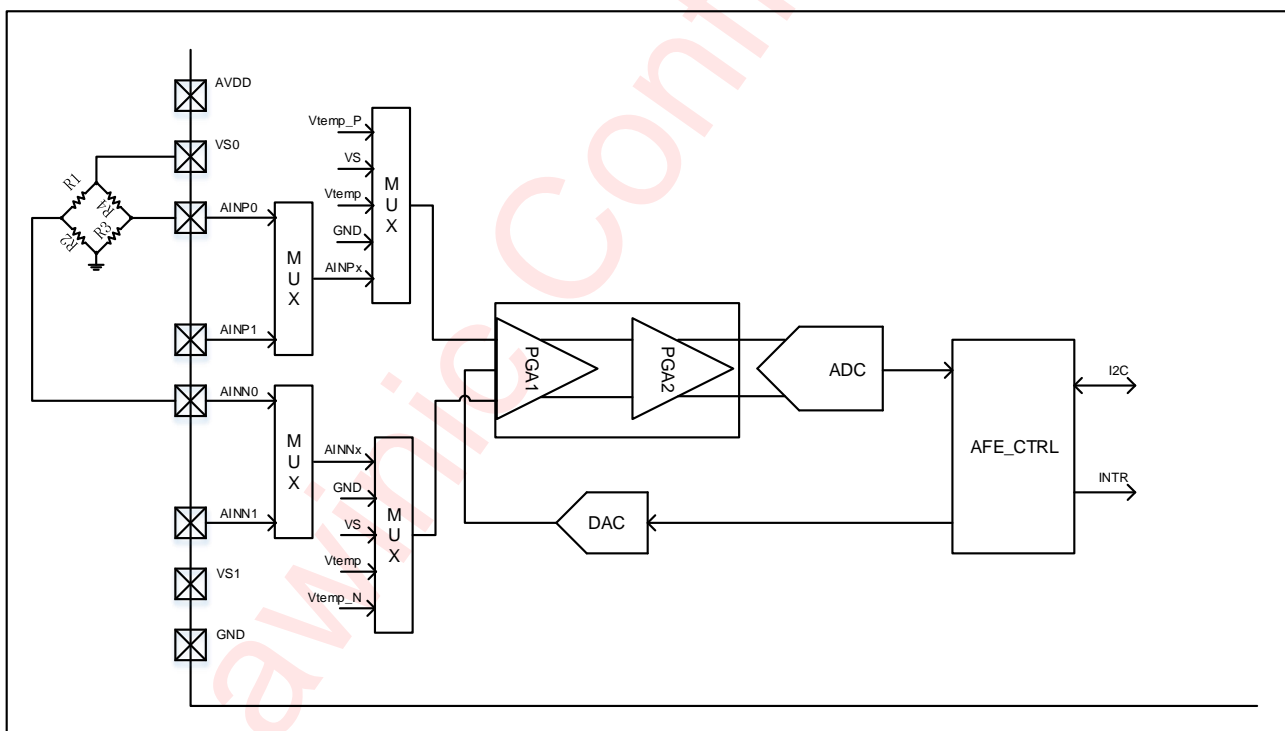 AVDD
VS0
R1
R4
R2
R3
AINP0
AINP1
AINN0
AINN1
VS1
GND
MUX
AINPx
MUX
AINNx
Vtemp_P
VS
Vtemp
GND
MUX
GND
VS
Vtemp
Vtemp_N
MUX
PGA1
PGA2
ADC
DAC
AFE_CTRL
I2C
INTR
awinic Conf